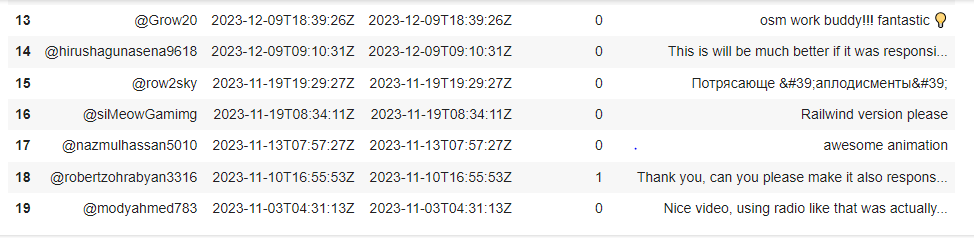 13 @Grow20 2023-12-09T18:39:26Z 2023-12-09T18:39:26Z 0 osm work buddy!!! fantastic 💡
14 @hirushagunasena9618 2023-12-09T09:10:31Z 2023-12-09T09:10:31Z 0 This is will be much better if it was responsi...
15 @row2sky 2023-11-19T19:29:27Z 2023-11-19T19:29:27Z 0 Потрясающе &#39;аплодисменты&#39;
16 @siMeowGamimg 2023-11-19T08:34:11Z 2023-11-19T08:34:11Z 0 Railwind version please
17 @nazmulhassan5010 2023-11-13T07:57:27Z 2023-11-13T07:57:27Z 0 awesome animation
18 @robertzohrabyan3316 2023-11-10T16:55:53Z 2023-11-10T16:55:53Z 1 Thank you, can you please make it also respons...
19 @modyahmed783 2023-11-03T04:31:13Z 2023-11-03T04:31:13Z 0 Nice video, using radio like that was actually...